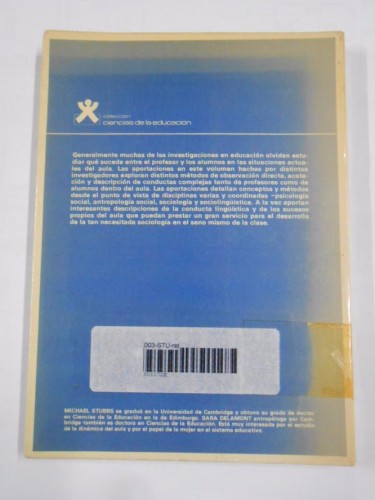 colección
ciencias de la educación
Generalmente muchas de las investigaciones en educación olvidan estu-
diar qué sucede entre el profesor y los alumnos en las situaciones actua-
les del aula. Las aportaciones en este volumen hechas por distintos
investigadores exploran distintos métodos de observación directa, acota-
ción y descripción de conductas complejas tanto de profesores como de
alumnos dentro del aula. Las aportaciones detallan conceptos y métodos
desde el punto de vista de disciplinas varias y coordinadas —psicología
social, antropología social, sociología y sociolingüística. A la vez aportan
interesantes descripciones de la conducta lingüística y de los sucesos
propios del aula que puedan prestar un gran servicio para el desarrollo
de la tan necesitada sociología en el seno mismo de la clase.
003-STU-rel
MICHAEL STUBBS se graduó en la Universidad de Cambridge y obtuvo su grado de doctor
en Ciencias de la Educación en la de Edimburgo. SARA DELAMONT antropóloga por Cam-
bridge también es doctora en Ciencias de la Educación. Está muy interesada por el estudio
de la dinámica del aula y por el papel de la mujer en el sistema educativo.